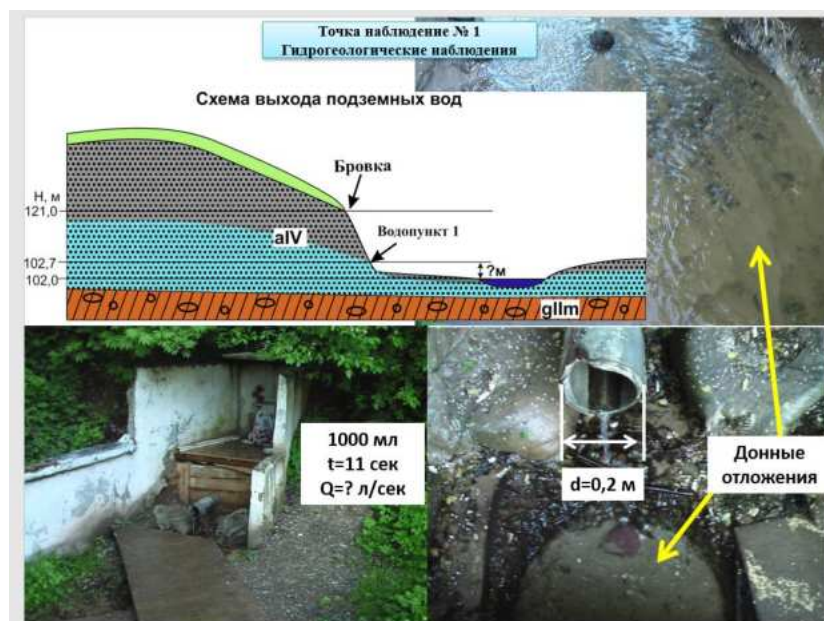 Точка наблюдение № 1
Гидрогеологические наблюдения
Схема выхода подземных вод
Бровка
Н, м
121,0
Водопункт 1
aIV
102,7
?м
102,0
gIIm
1000 мл
t=11 сек
Q=? л/сек
d=0,2 м
Донные
отложения